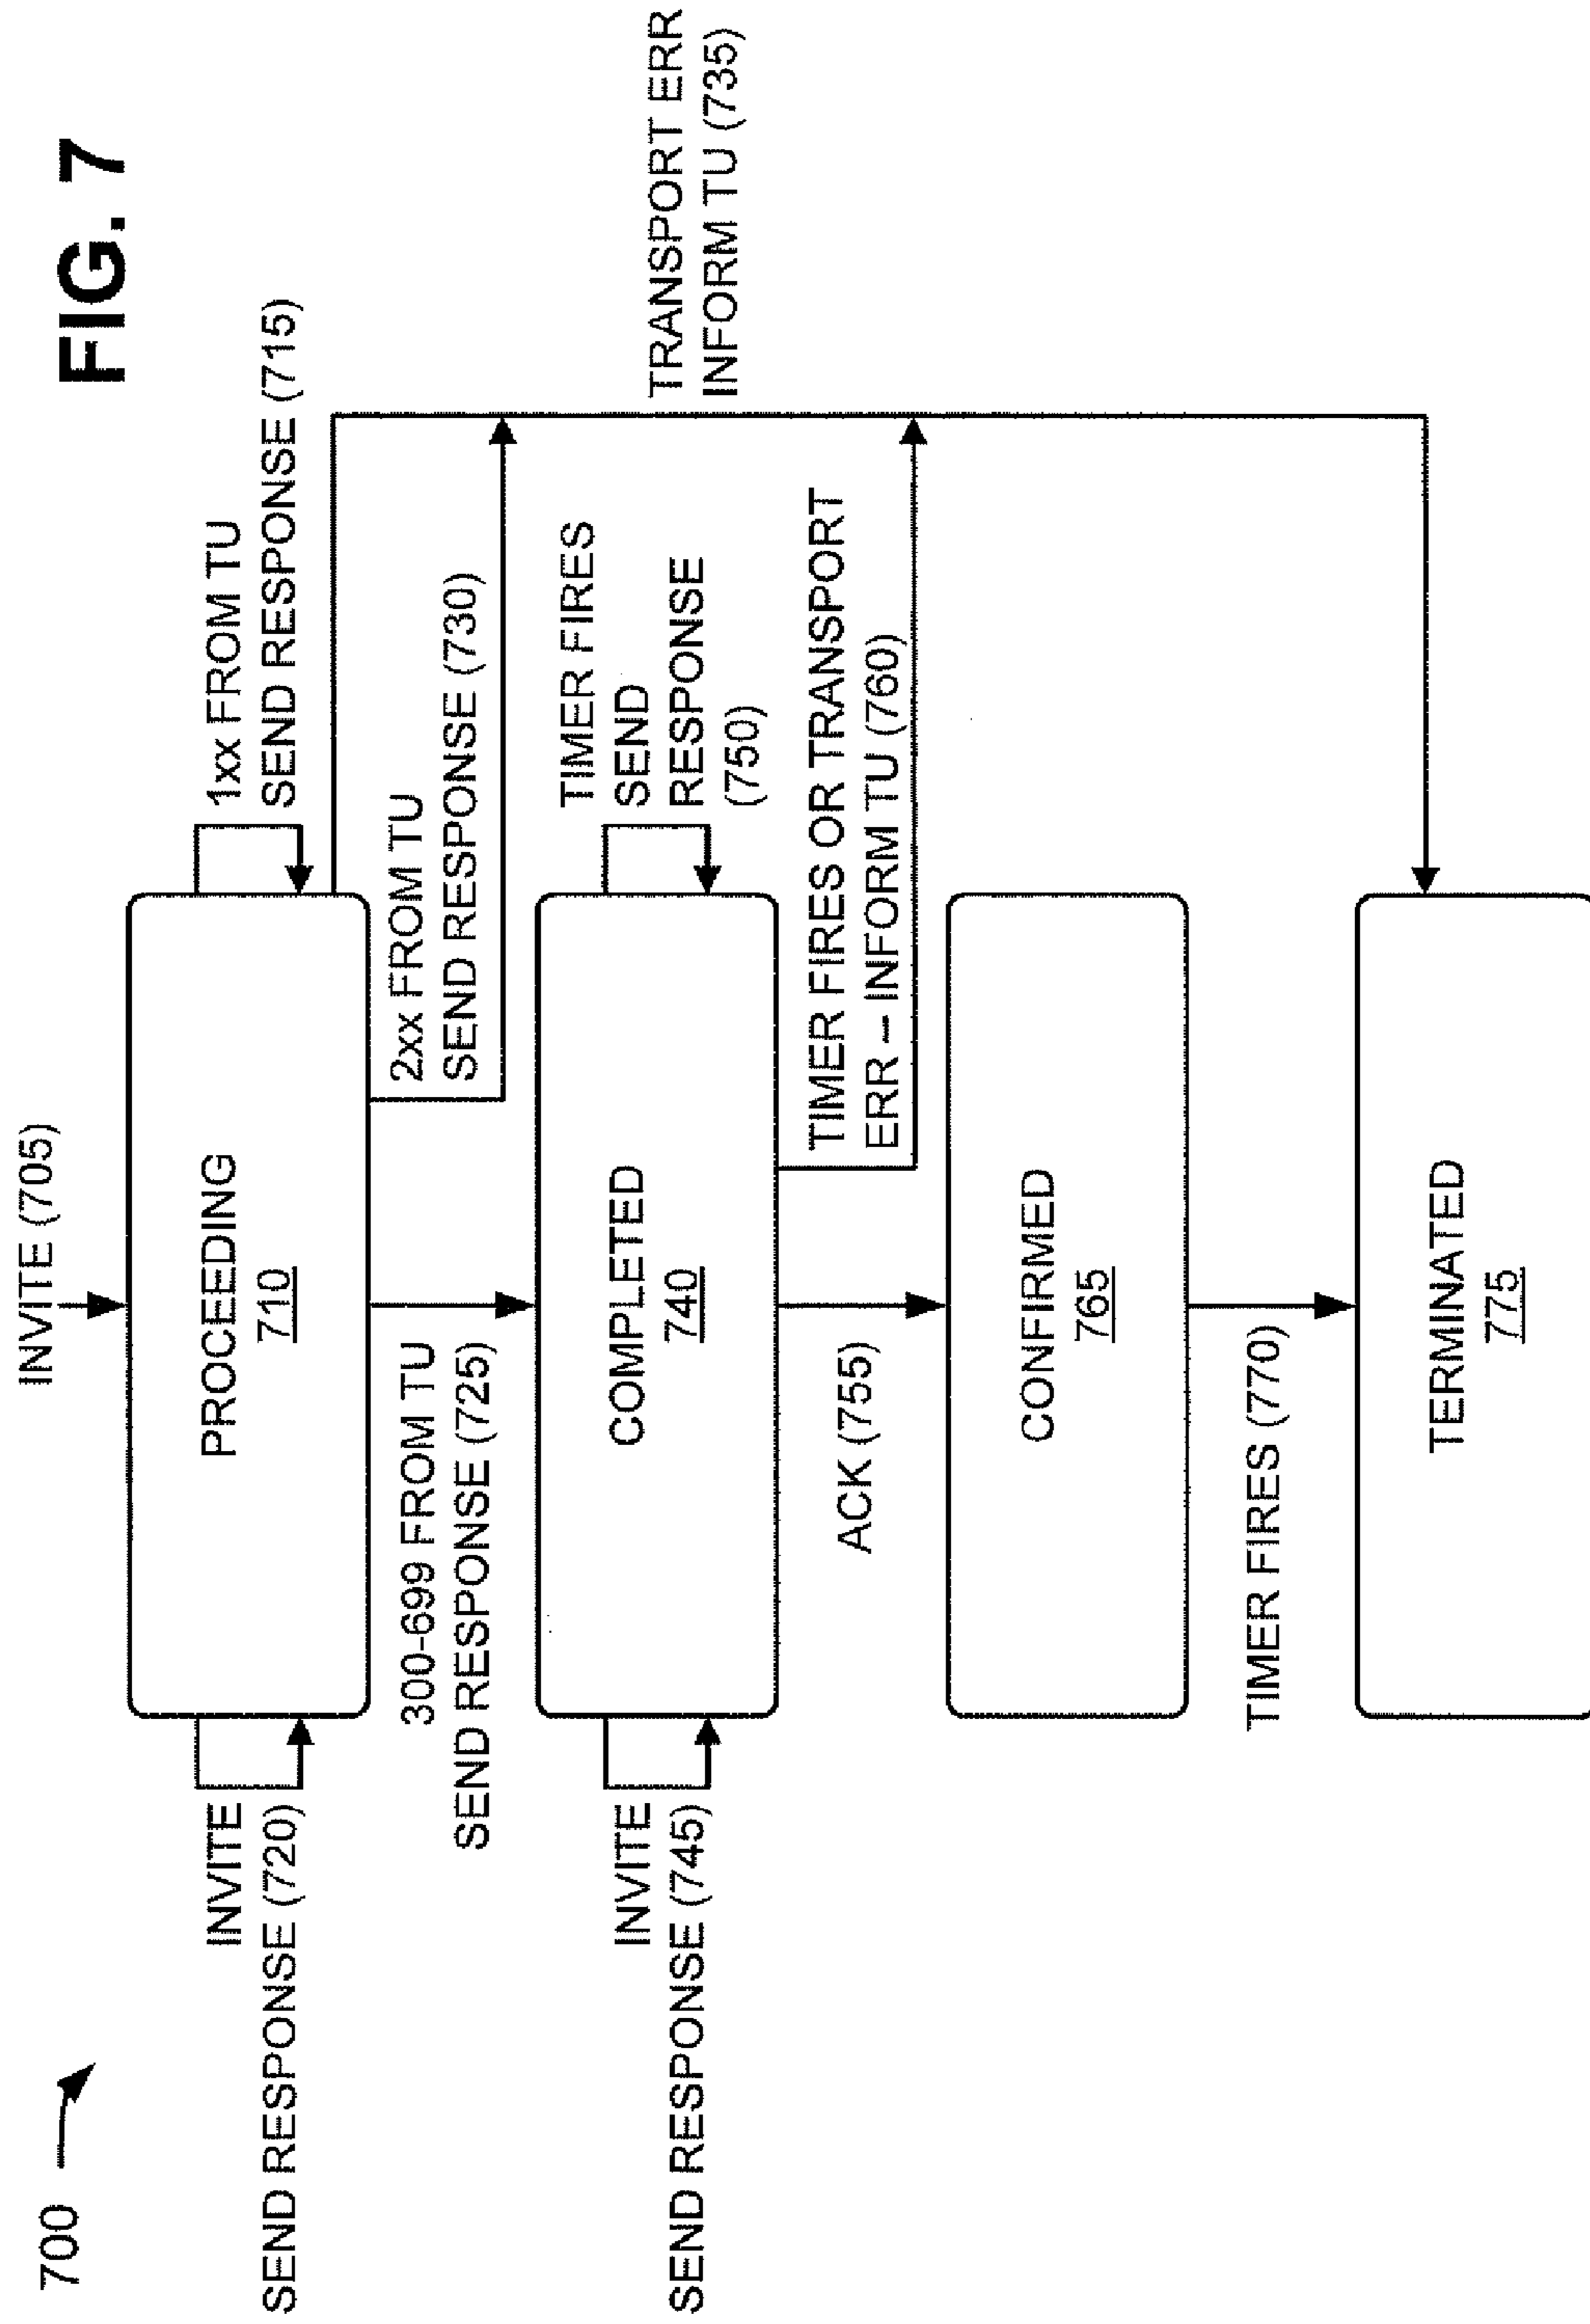 FIG. 7
700
INVITE (705)
PROCEEDING
710
1xx FROM TU
SEND RESPONSE (715)
INVITE
SEND RESPONSE (720)
300-699 FROM TU
SEND RESPONSE (725)
2xx FROM TU
SEND RESPONSE (730)
TRANSPORT ERR
INFORM TU (735)
COMPLETED
740
INVITE
SEND RESPONSE (745)
TIMER FIRES
SEND
RESPONSE
(750)
ACK (755)
TIMER FIRES OR TRANSPORT
ERR – INFORM TU (760)
CONFIRMED
765
TIMER FIRES (770)
TERMINATED
775